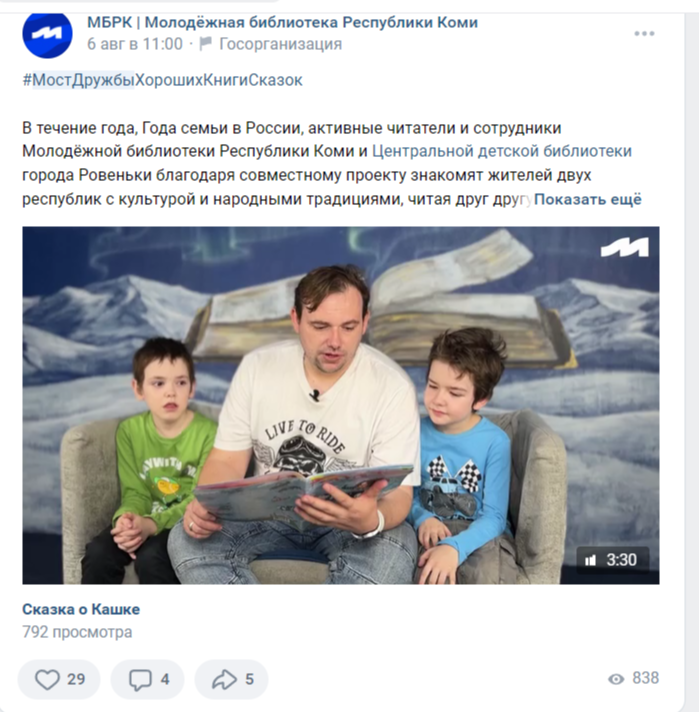 МБРК | Молодёжная библиотека Республики Коми
6 авг в 11:00 · Госорганизация
#МостДружбыХорошихКнигиСказок
В течение года, Года семьи в России, активные читатели и сотрудники
Молодёжной библиотеки Республики Коми и Центральной детской библиотеки
города Ровеньки благодаря совместному проекту знакомят жителей двух
республик с культурой и народными традициями, читая друг другу Показать ещё
LIVE TO RIDE
3:30
Сказка о Кашке
792 просмотра
29
4
5
838